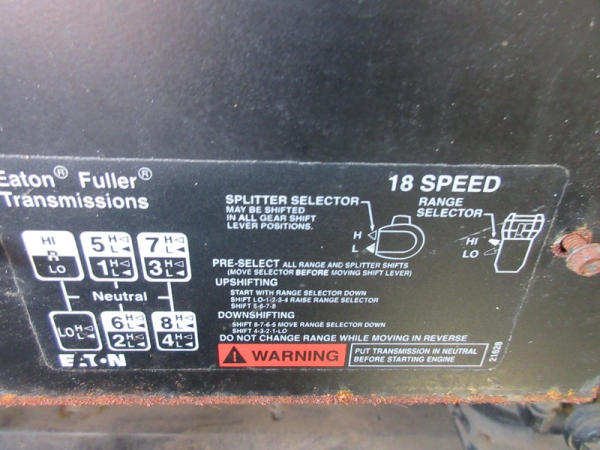 Eaton® Fuller®
Transmissions
18 SPEED
SPLITTER SELECTOR
MAY BE SHIFTED
IN ALL GEAR SHIFT
LEVER POSITIONS.
H
L
RANGE
SELECTOR
HI
LO
HI
R
LO
5 H L
1 H L
7 H L
3 H L
Neutral
LO H L
6 H L
2 H L
8 H L
4 H L
EATON
PRE-SELECT ALL RANGE AND SPLITTER SHIFTS
(MOVE SELECTOR BEFORE MOVING SHIFT LEVER)
UPSHIFTING
START WITH RANGE SELECTOR DOWN
SHIFT LO-1-2-3-4 RAISE RANGE SELECTOR
SHIFT 5-6-7-8
DOWNSHIFTING
SHIFT 8-7-6-5 MOVE RANGE SELECTOR DOWN
SHIFT 4-3-2-1-LO
DO NOT CHANGE RANGE WHILE MOVING IN REVERSE
WARNING
PUT TRANSMISSION IN NEUTRAL
BEFORE STARTING ENGINE
21628